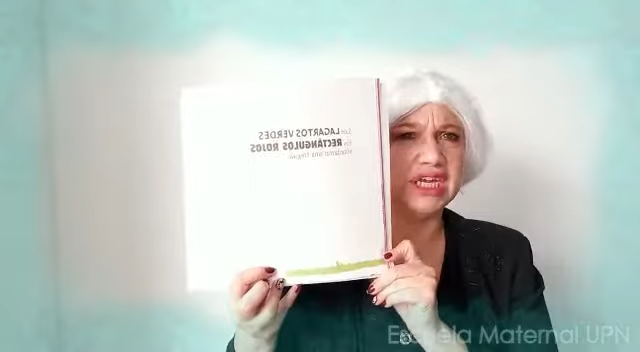 Los LAGARTOS VERDES
Los RECTÁNGULOS ROJOS
Escuela Maternal UPN